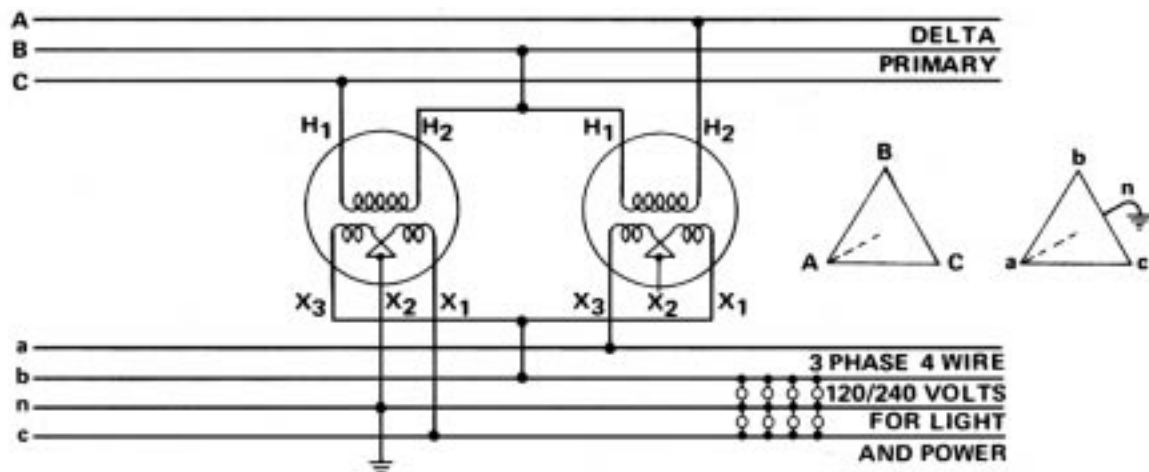 A
DELTA
B
PRIMARY
C
H1 H2 H1 H2
B b
n
A C a c
X3 X2 X1 X3 X2 X1
a
3 PHASE 4 WIRE
b
120/240 VOLTS
n
FOR LIGHT
c
AND POWER